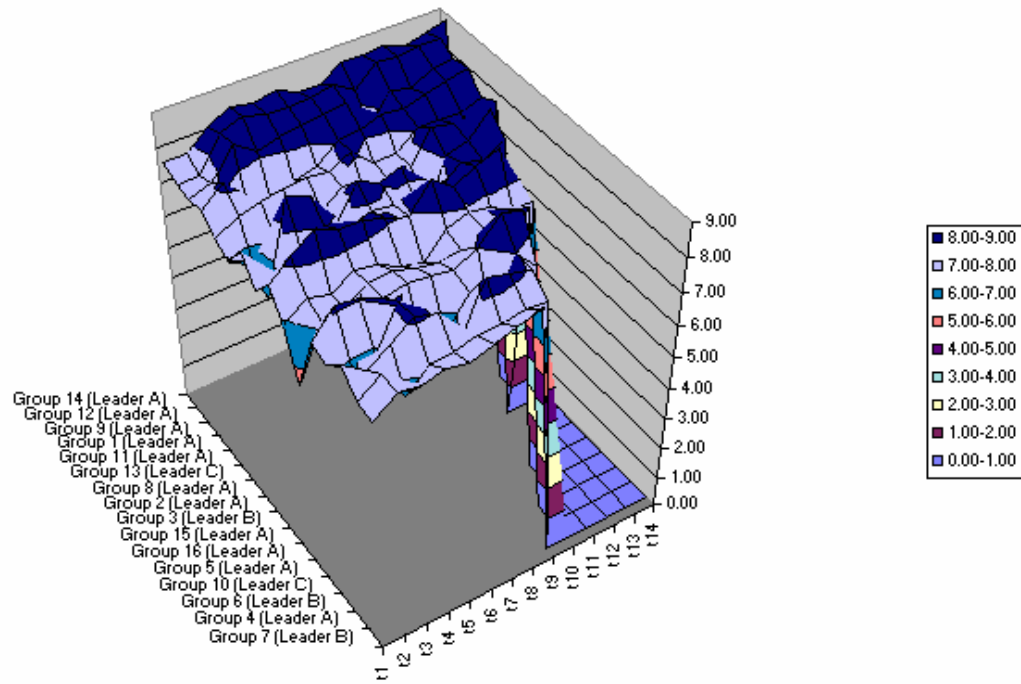 9.00
8.00
7.00
6.00
5.00
4.00
3.00
2.00
1.00
0.00
8.00-9.00
7.00-8.00
6.00-7.00
5.00-6.00
4.00-5.00
3.00-4.00
2.00-3.00
1.00-2.00
0.00-1.00
Group 14 (Leader A)
Group 12 (Leader A)
Group 9 (Leader A)
Group 1 (Leader A)
Group 11 (Leader A)
Group 13 (Leader C)
Group 8 (Leader A)
Group 2 (Leader A)
Group 3 (Leader B)
Group 15 (Leader A)
Group 16 (Leader A)
Group 5 (Leader A)
Group 10 (Leader C)
Group 6 (Leader B)
Group 4 (Leader A)
Group 7 (Leader B)
t1
t2
t3
t4
t5
t6
t7
t8
t9
t10
t11
t12
t13
t14